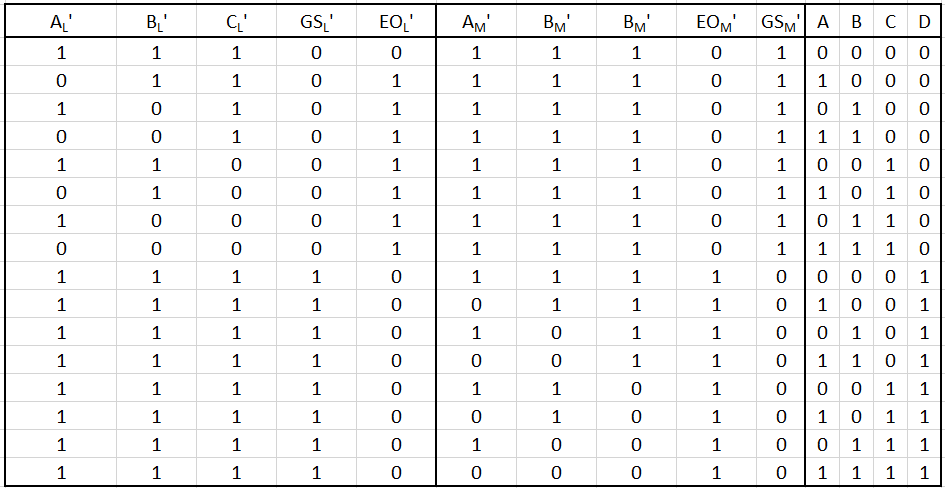 A_L' B_L' C_L' GS_L' EO_L' A_M' B_M' B_M' EO_M' GS_M' A B C D
1 1 1 0 0 1 1 1 0 1 0 0 0 0
0 1 1 0 1 1 1 1 0 1 1 0 0 0
1 0 1 0 1 1 1 1 0 1 0 1 0 0
0 0 1 0 1 1 1 1 0 1 1 1 0 0
1 1 0 0 1 1 1 1 0 1 0 0 1 0
0 1 0 0 1 1 1 1 0 1 1 0 1 0
1 0 0 0 1 1 1 1 0 1 0 1 1 0
0 0 0 0 1 1 1 1 0 1 1 1 1 0
1 1 1 1 0 1 1 1 1 0 0 0 0 1
1 1 1 1 0 0 1 1 1 0 1 0 0 1
1 1 1 1 0 1 0 1 1 0 0 1 0 1
1 1 1 1 0 0 0 1 1 0 1 1 0 1
1 1 1 1 0 1 1 0 1 0 0 0 1 1
1 1 1 1 0 0 1 0 1 0 1 0 1 1
1 1 1 1 0 1 0 0 1 0 0 1 1 1
1 1 1 1 0 0 0 0 1 0 1 1 1 1